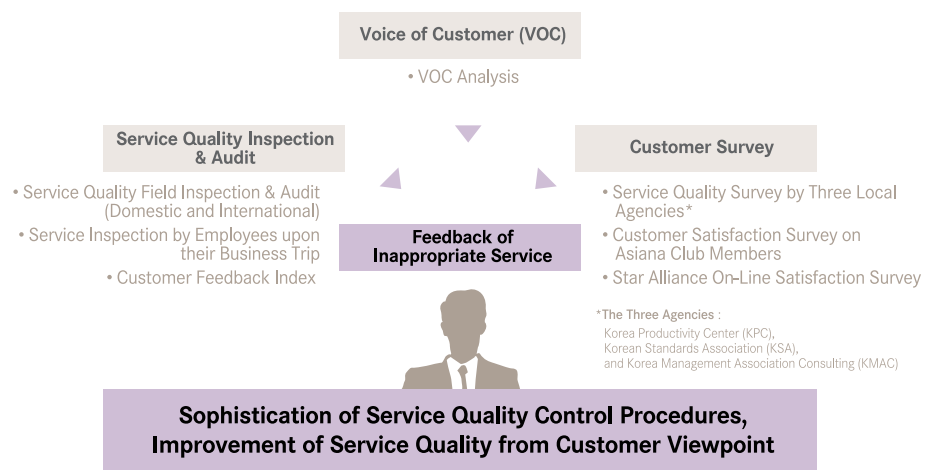 Voice of Customer (VOC)
• VOC Analysis
Service Quality Inspection
& Audit
• Service Quality Field Inspection & Audit
(Domestic and International)
• Service Inspection by Employees upon
their Business Trip
• Customer Feedback Index
Customer Survey
• Service Quality Survey by Three Local
Agencies*
• Customer Satisfaction Survey on
Asiana Club Members
• Star Alliance On-Line Satisfaction Survey
*The Three Agencies :
Korea Productivity Center (KPC),
Korean Standards Association (KSA),
and Korea Management Association Consulting (KMAC)
Feedback of
Inappropriate Service
Sophistication of Service Quality Control Procedures,
Improvement of Service Quality from Customer Viewpoint